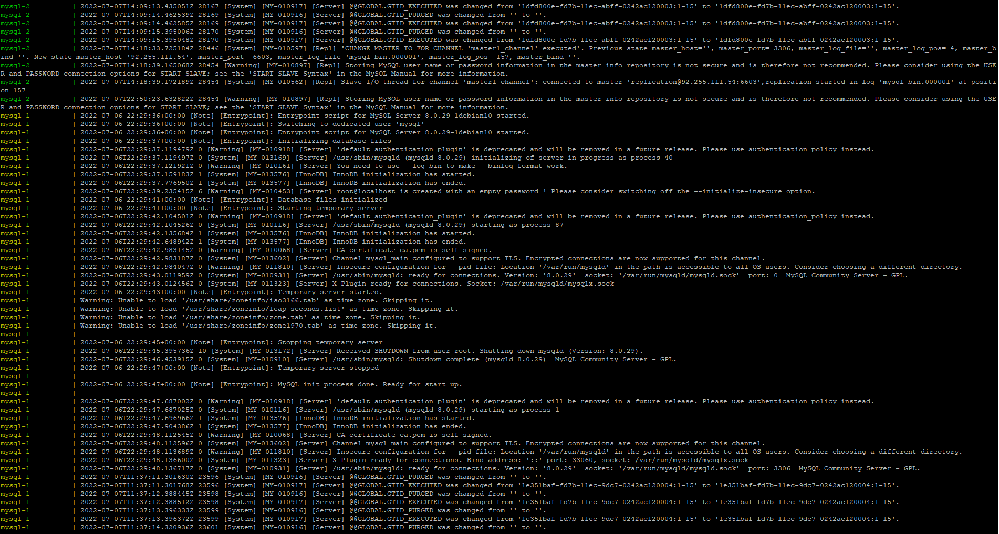 mysql-2          | 2022-07-07T14:09:13.435051Z 28167 [System] [MY-010917] [Server] @@GLOBAL.GTID_EXECUTED was changed from '1dfd800e-fd7b-11ec-abff-0242ac120003:1-15' to '1dfd800e-fd7b-11ec-abff-0242ac120003:1-15'.
mysql-2          | 2022-07-07T14:09:14.462539Z 28169 [System] [MY-010916] [Server] @@GLOBAL.GTID_PURGED was changed from '' to ''.
mysql-2          | 2022-07-07T14:09:14.462585Z 28169 [System] [MY-010917] [Server] @@GLOBAL.GTID_EXECUTED was changed from '1dfd800e-fd7b-11ec-abff-0242ac120003:1-15' to '1dfd800e-fd7b-11ec-abff-0242ac120003:1-15'.
mysql-2          | 2022-07-07T14:09:15.395006Z 28170 [System] [MY-010916] [Server] @@GLOBAL.GTID_PURGED was changed from '' to ''.
mysql-2          | 2022-07-07T14:09:15.395048Z 28170 [System] [MY-010917] [Server] @@GLOBAL.GTID_EXECUTED was changed from '1dfd800e-fd7b-11ec-abff-0242ac120003:1-15' to '1dfd800e-fd7b-11ec-abff-0242ac120003:1-15'.
mysql-2          | 2022-07-07T14:18:33.725184Z 28446 [System] [MY-010597] [Repl] 'CHANGE MASTER TO FOR CHANNEL 'master1_channel' executed'. Previous state master_host='', master_port= 3306, master_log_file='', master_log_pos= 4, master_b
ind=''. New state master_host='92.255.111.54', master_port= 6603, master_log_file='mysql-bin.000001', master_log_pos= 157, master_bind=''.
mysql-2          | 2022-07-07T14:18:39.165068Z 28454 [Warning] [MY-010897] [Repl] Storing MySQL user name or password information in the master info repository is not secure and is therefore not recommended. Please consider using the USE
R and PASSWORD connection options for START SLAVE; see the 'START SLAVE Syntax' in the MySQL Manual for more information.
mysql-2          | 2022-07-07T14:18:39.172189Z 28454 [System] [MY-010562] [Repl] Slave I/O thread for channel 'master1_channel': connected to master 'replication@92.255.111.54:6603',replication started in log 'mysql-bin.000001' at positi
on 157
mysql-2          | 2022-07-07T22:50:23.632822Z 28454 [Warning] [MY-010897] [Repl] Storing MySQL user name or password information in the master info repository is not secure and is therefore not recommended. Please consider using the USE
R and PASSWORD connection options for START SLAVE; see the 'START SLAVE Syntax' in the MySQL Manual for more information.
mysql-1          | 2022-07-06 22:29:36+00:00 [Note] [Entrypoint]: Entrypoint script for MySQL Server 8.0.29-1debian10 started.
mysql-1          | 2022-07-06 22:29:36+00:00 [Note] [Entrypoint]: Switching to dedicated user 'mysql'
mysql-1          | 2022-07-06 22:29:36+00:00 [Note] [Entrypoint]: Entrypoint script for MySQL Server 8.0.29-1debian10 started.
mysql-1          | 2022-07-06 22:29:37+00:00 [Note] [Entrypoint]: Initializing database files
mysql-1          | 2022-07-06T22:29:37.119479Z 0 [Warning] [MY-010918] [Server] 'default_authentication_plugin' is deprecated and will be removed in a future release. Please use authentication_policy instead.
mysql-1          | 2022-07-06T22:29:37.119497Z 0 [System] [MY-013169] [Server] /usr/sbin/mysqld (mysqld 8.0.29) initializing of server in progress as process 40
mysql-1          | 2022-07-06T22:29:37.121921Z 0 [Warning] [MY-010161] [Server] You need to use --log-bin to make --binlog-format work.
mysql-1          | 2022-07-06T22:29:37.159183Z 1 [System] [MY-013576] [InnoDB] InnoDB initialization has started.
mysql-1          | 2022-07-06T22:29:37.776950Z 1 [System] [MY-013577] [InnoDB] InnoDB initialization has ended.
mysql-1          | 2022-07-06T22:29:39.235415Z 6 [Warning] [MY-010453] [Server] root@localhost is created with an empty password ! Please consider switching off the --initialize-insecure option.
mysql-1          | 2022-07-06 22:29:41+00:00 [Note] [Entrypoint]: Database files initialized
mysql-1          | 2022-07-06 22:29:41+00:00 [Note] [Entrypoint]: Starting temporary server
mysql-1          | 2022-07-06T22:29:42.104501Z 0 [Warning] [MY-010918] [Server] 'default_authentication_plugin' is deprecated and will be removed in a future release. Please use authentication_policy instead.
mysql-1          | 2022-07-06T22:29:42.104526Z 0 [System] [MY-010116] [Server] /usr/sbin/mysqld (mysqld 8.0.29) starting as process 87
mysql-1          | 2022-07-06T22:29:42.135684Z 1 [System] [MY-013576] [InnoDB] InnoDB initialization has started.
mysql-1          | 2022-07-06T22:29:42.648942Z 1 [System] [MY-013577] [InnoDB] InnoDB initialization has ended.
mysql-1          | 2022-07-06T22:29:42.983145Z 0 [Warning] [MY-010068] [Server] CA certificate ca.pem is self signed.
mysql-1          | 2022-07-06T22:29:42.983187Z 0 [System] [MY-013602] [Server] Channel mysql_main configured to support TLS. Encrypted connections are now supported for this channel.
mysql-1          | 2022-07-06T22:29:42.984047Z 0 [Warning] [MY-011810] [Server] Insecure configuration for --pid-file: Location '/var/run/mysqld' in the path is accessible to all OS users. Consider choosing a different directory.
mysql-1          | 2022-07-06T22:29:43.011959Z 0 [System] [MY-010931] [Server] /usr/sbin/mysqld: ready for connections. Version: '8.0.29'  socket: '/var/run/mysqld/mysqld.sock'  port: 0  MySQL Community Server - GPL.
mysql-1          | 2022-07-06T22:29:43.012456Z 0 [System] [MY-011323] [Server] X Plugin ready for connections. Socket: /var/run/mysqld/mysqlx.sock
mysql-1          | 2022-07-06 22:29:43+00:00 [Note] [Entrypoint]: Temporary server started.
mysql-1          | Warning: Unable to load '/usr/share/zoneinfo/iso3166.tab' as time zone. Skipping it.
mysql-1          | Warning: Unable to load '/usr/share/zoneinfo/leap-seconds.list' as time zone. Skipping it.
mysql-1          | Warning: Unable to load '/usr/share/zoneinfo/zone.tab' as time zone. Skipping it.
mysql-1          | Warning: Unable to load '/usr/share/zoneinfo/zone1970.tab' as time zone. Skipping it.
mysql-1          |
mysql-1          | 2022-07-06 22:29:45+00:00 [Note] [Entrypoint]: Stopping temporary server
mysql-1          | 2022-07-06T22:29:45.395736Z 10 [System] [MY-013172] [Server] Received SHUTDOWN from user root. Shutting down mysqld (Version: 8.0.29).
mysql-1          | 2022-07-06T22:29:46.453915Z 0 [System] [MY-010910] [Server] /usr/sbin/mysqld: Shutdown complete (mysqld 8.0.29)  MySQL Community Server - GPL.
mysql-1          | 2022-07-06 22:29:47+00:00 [Note] [Entrypoint]: Temporary server stopped
mysql-1          |
mysql-1          | 2022-07-06 22:29:47+00:00 [Note] [Entrypoint]: MySQL init process done. Ready for start up.
mysql-1          |
mysql-1          | 2022-07-06T22:29:47.687002Z 0 [Warning] [MY-010918] [Server] 'default_authentication_plugin' is deprecated and will be removed in a future release. Please use authentication_policy instead.
mysql-1          | 2022-07-06T22:29:47.687025Z 0 [System] [MY-010116] [Server] /usr/sbin/mysqld (mysqld 8.0.29) starting as process 1
mysql-1          | 2022-07-06T22:29:47.696966Z 1 [System] [MY-013576] [InnoDB] InnoDB initialization has started.
mysql-1          | 2022-07-06T22:29:47.904386Z 1 [System] [MY-013577] [InnoDB] InnoDB initialization has ended.
mysql-1          | 2022-07-06T22:29:48.112545Z 0 [Warning] [MY-010068] [Server] CA certificate ca.pem is self signed.
mysql-1          | 2022-07-06T22:29:48.112596Z 0 [System] [MY-013602] [Server] Channel mysql_main configured to support TLS. Encrypted connections are now supported for this channel.
mysql-1          | 2022-07-06T22:29:48.113689Z 0 [Warning] [MY-011810] [Server] Insecure configuration for --pid-file: Location '/var/run/mysqld' in the path is accessible to all OS users. Consider choosing a different directory.
mysql-1          | 2022-07-06T22:29:48.136600Z 0 [System] [MY-011323] [Server] X Plugin ready for connections. Bind-address: '::' port: 33060, socket: /var/run/mysqld/mysqlx.sock
mysql-1          | 2022-07-06T22:29:48.136717Z 0 [System] [MY-010931] [Server] /usr/sbin/mysqld: ready for connections. Version: '8.0.29'  socket: '/var/run/mysqld/mysqld.sock'  port: 3306  MySQL Community Server - GPL.
mysql-1          | 2022-07-07T11:37:11.301630Z 23596 [System] [MY-010916] [Server] @@GLOBAL.GTID_PURGED was changed from '' to ''.
mysql-1          | 2022-07-07T11:37:11.301768Z 23596 [System] [MY-010917] [Server] @@GLOBAL.GTID_EXECUTED was changed from '1e351baf-fd7b-11ec-9dc7-0242ac120004:1-15' to '1e351baf-fd7b-11ec-9dc7-0242ac120004:1-15'.
mysql-1          | 2022-07-07T11:37:12.388445Z 23598 [System] [MY-010916] [Server] @@GLOBAL.GTID_PURGED was changed from '' to ''.
mysql-1          | 2022-07-07T11:37:12.388512Z 23598 [System] [MY-010917] [Server] @@GLOBAL.GTID_EXECUTED was changed from '1e351baf-fd7b-11ec-9dc7-0242ac120004:1-15' to '1e351baf-fd7b-11ec-9dc7-0242ac120004:1-15'.
mysql-1          | 2022-07-07T11:37:13.396333Z 23599 [System] [MY-010916] [Server] @@GLOBAL.GTID_PURGED was changed from '' to ''.
mysql-1          | 2022-07-07T11:37:13.396372Z 23599 [System] [MY-010917] [Server] @@GLOBAL.GTID_EXECUTED was changed from '1e351baf-fd7b-11ec-9dc7-0242ac120004:1-15' to '1e351baf-fd7b-11ec-9dc7-0242ac120004:1-15'.
mysql-1          | 2022-07-07T11:37:14.320936Z 23601 [System] [MY-010916] [Server] @@GLOBAL.GTID_PURGED was changed from '' to ''.